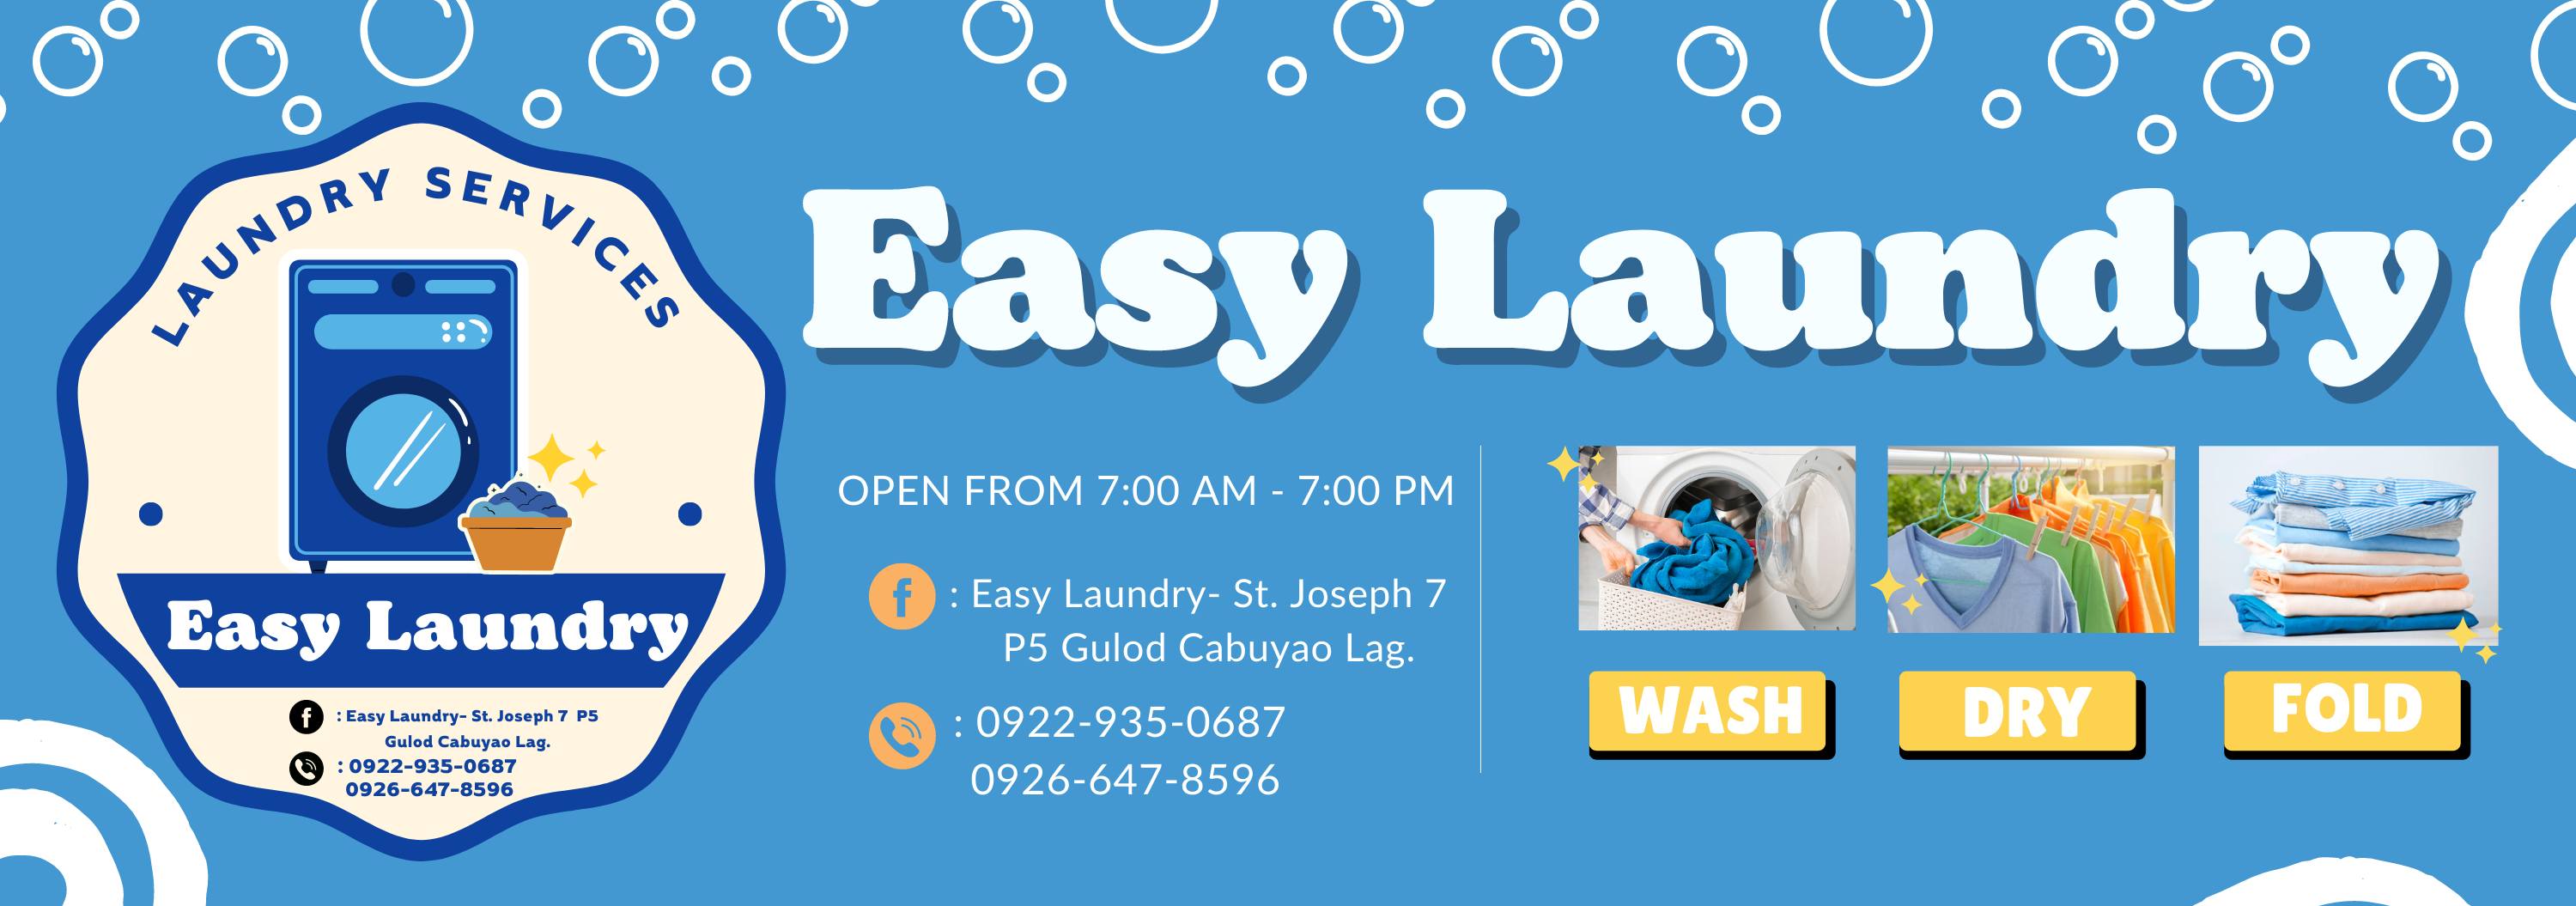 LAUNDRY SERVICES
Easy Laundry
: Easy Laundry- St. Joseph 7 P5
Gulod Cabuyao Lag.
: 0922-935-0687
0926-647-8596
Easy Laundry
OPEN FROM 7:00 AM - 7:00 PM
: Easy Laundry- St. Joseph 7
P5 Gulod Cabuyao Lag.
: 0922-935-0687
0926-647-8596
WASH
DRY
FOLD